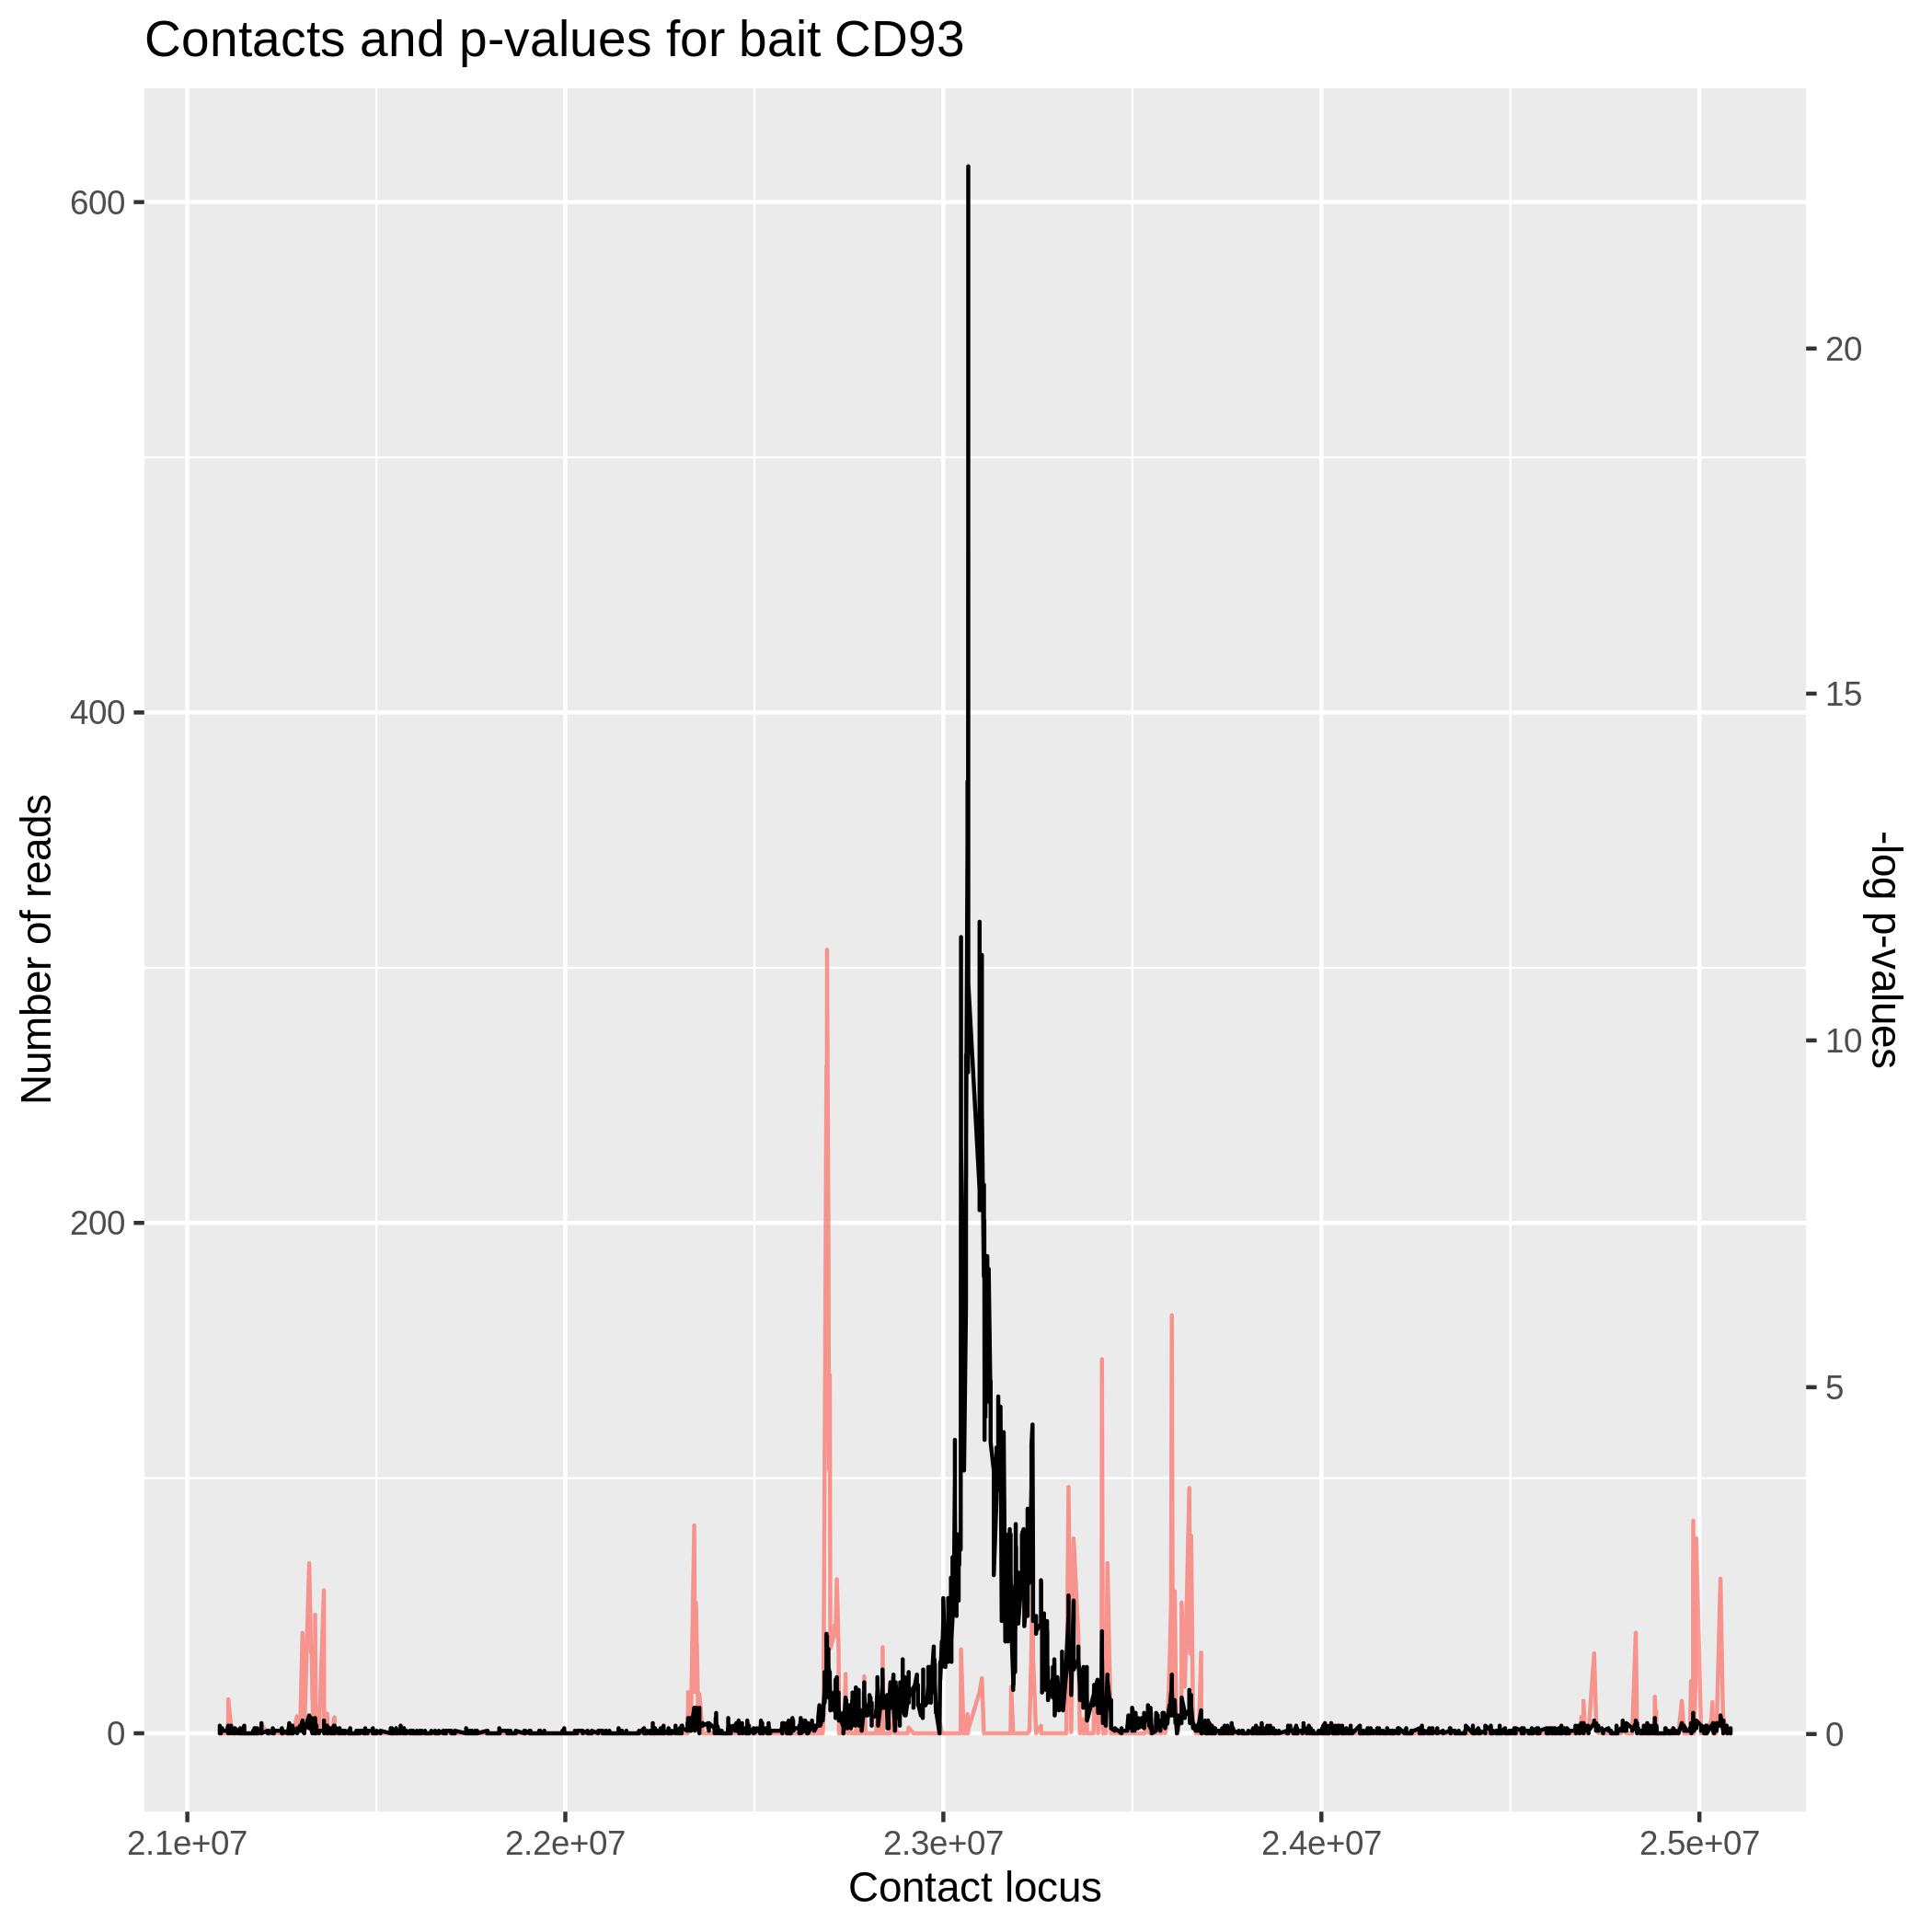 Contacts and p-values for bait CD93
600
400
200
0
Number of reads
20
15
10
5
0
-log p-values
2.1e+07
2.2e+07
2.3e+07
2.4e+07
2.5e+07
Contact locus